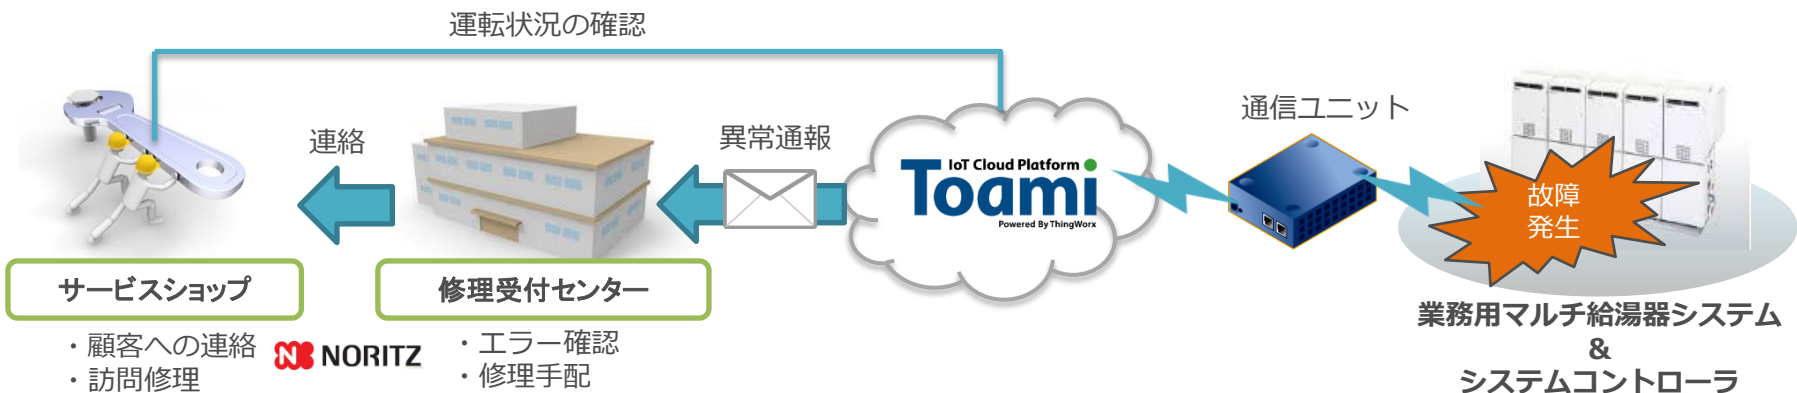 運転状況の確認
連絡
異常通報
通信ユニット
IoT Cloud Platform
Toami
Powered By ThingWorx
故障
発生
サービスショップ
・顧客への連絡
・訪問修理
NORITZ
修理受付センター
・エラー確認
・修理手配
業務用マルチ給湯器システム
&
システムコントローラ